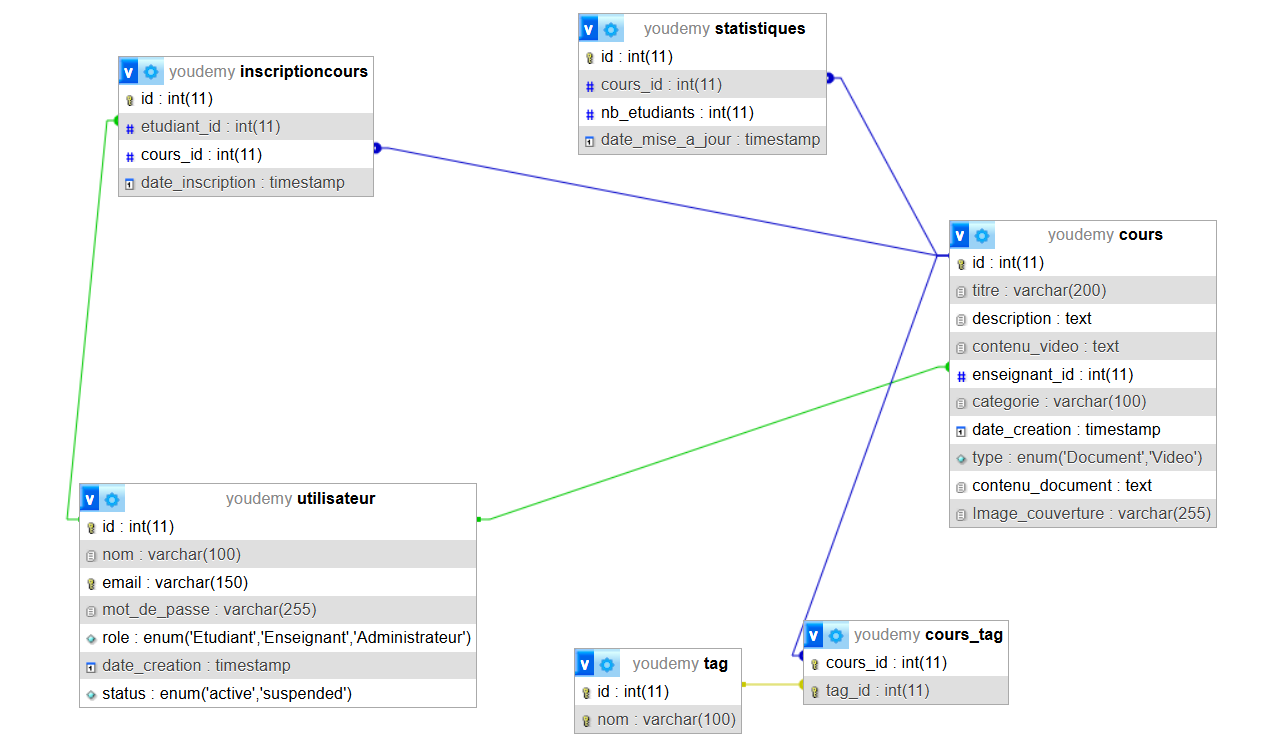 youdemy statistiques
id : int(11)
cours_id : int(11)
nb_etudiants : int(11)
date_mise_a_jour : timestamp
youdemy inscriptioncours
id : int(11)
etudiant_id : int(11)
cours_id : int(11)
date_inscription : timestamp
youdemy cours
id : int(11)
titre : varchar(200)
description : text
contenu_video : text
enseignant_id : int(11)
categorie : varchar(100)
date_creation : timestamp
type : enum('Document','Video')
contenu_document : text
Image_couverture : varchar(255)
youdemy utilisateur
id : int(11)
nom : varchar(100)
email : varchar(150)
mot_de_passe : varchar(255)
role : enum('Etudiant','Enseignant','Administrateur')
date_creation : timestamp
status : enum('active','suspended')
youdemy cours_tag
cours_id : int(11)
tag_id : int(11)
youdemy tag
id : int(11)
nom : varchar(100)